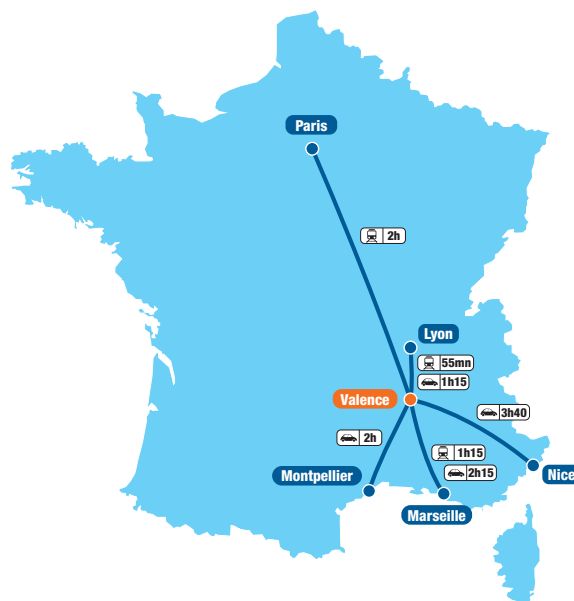 Paris
2h
Lyon
55mn
1h15
Valence
3h40
2h
1h15
2h15
Montpellier
Nice
Marseille